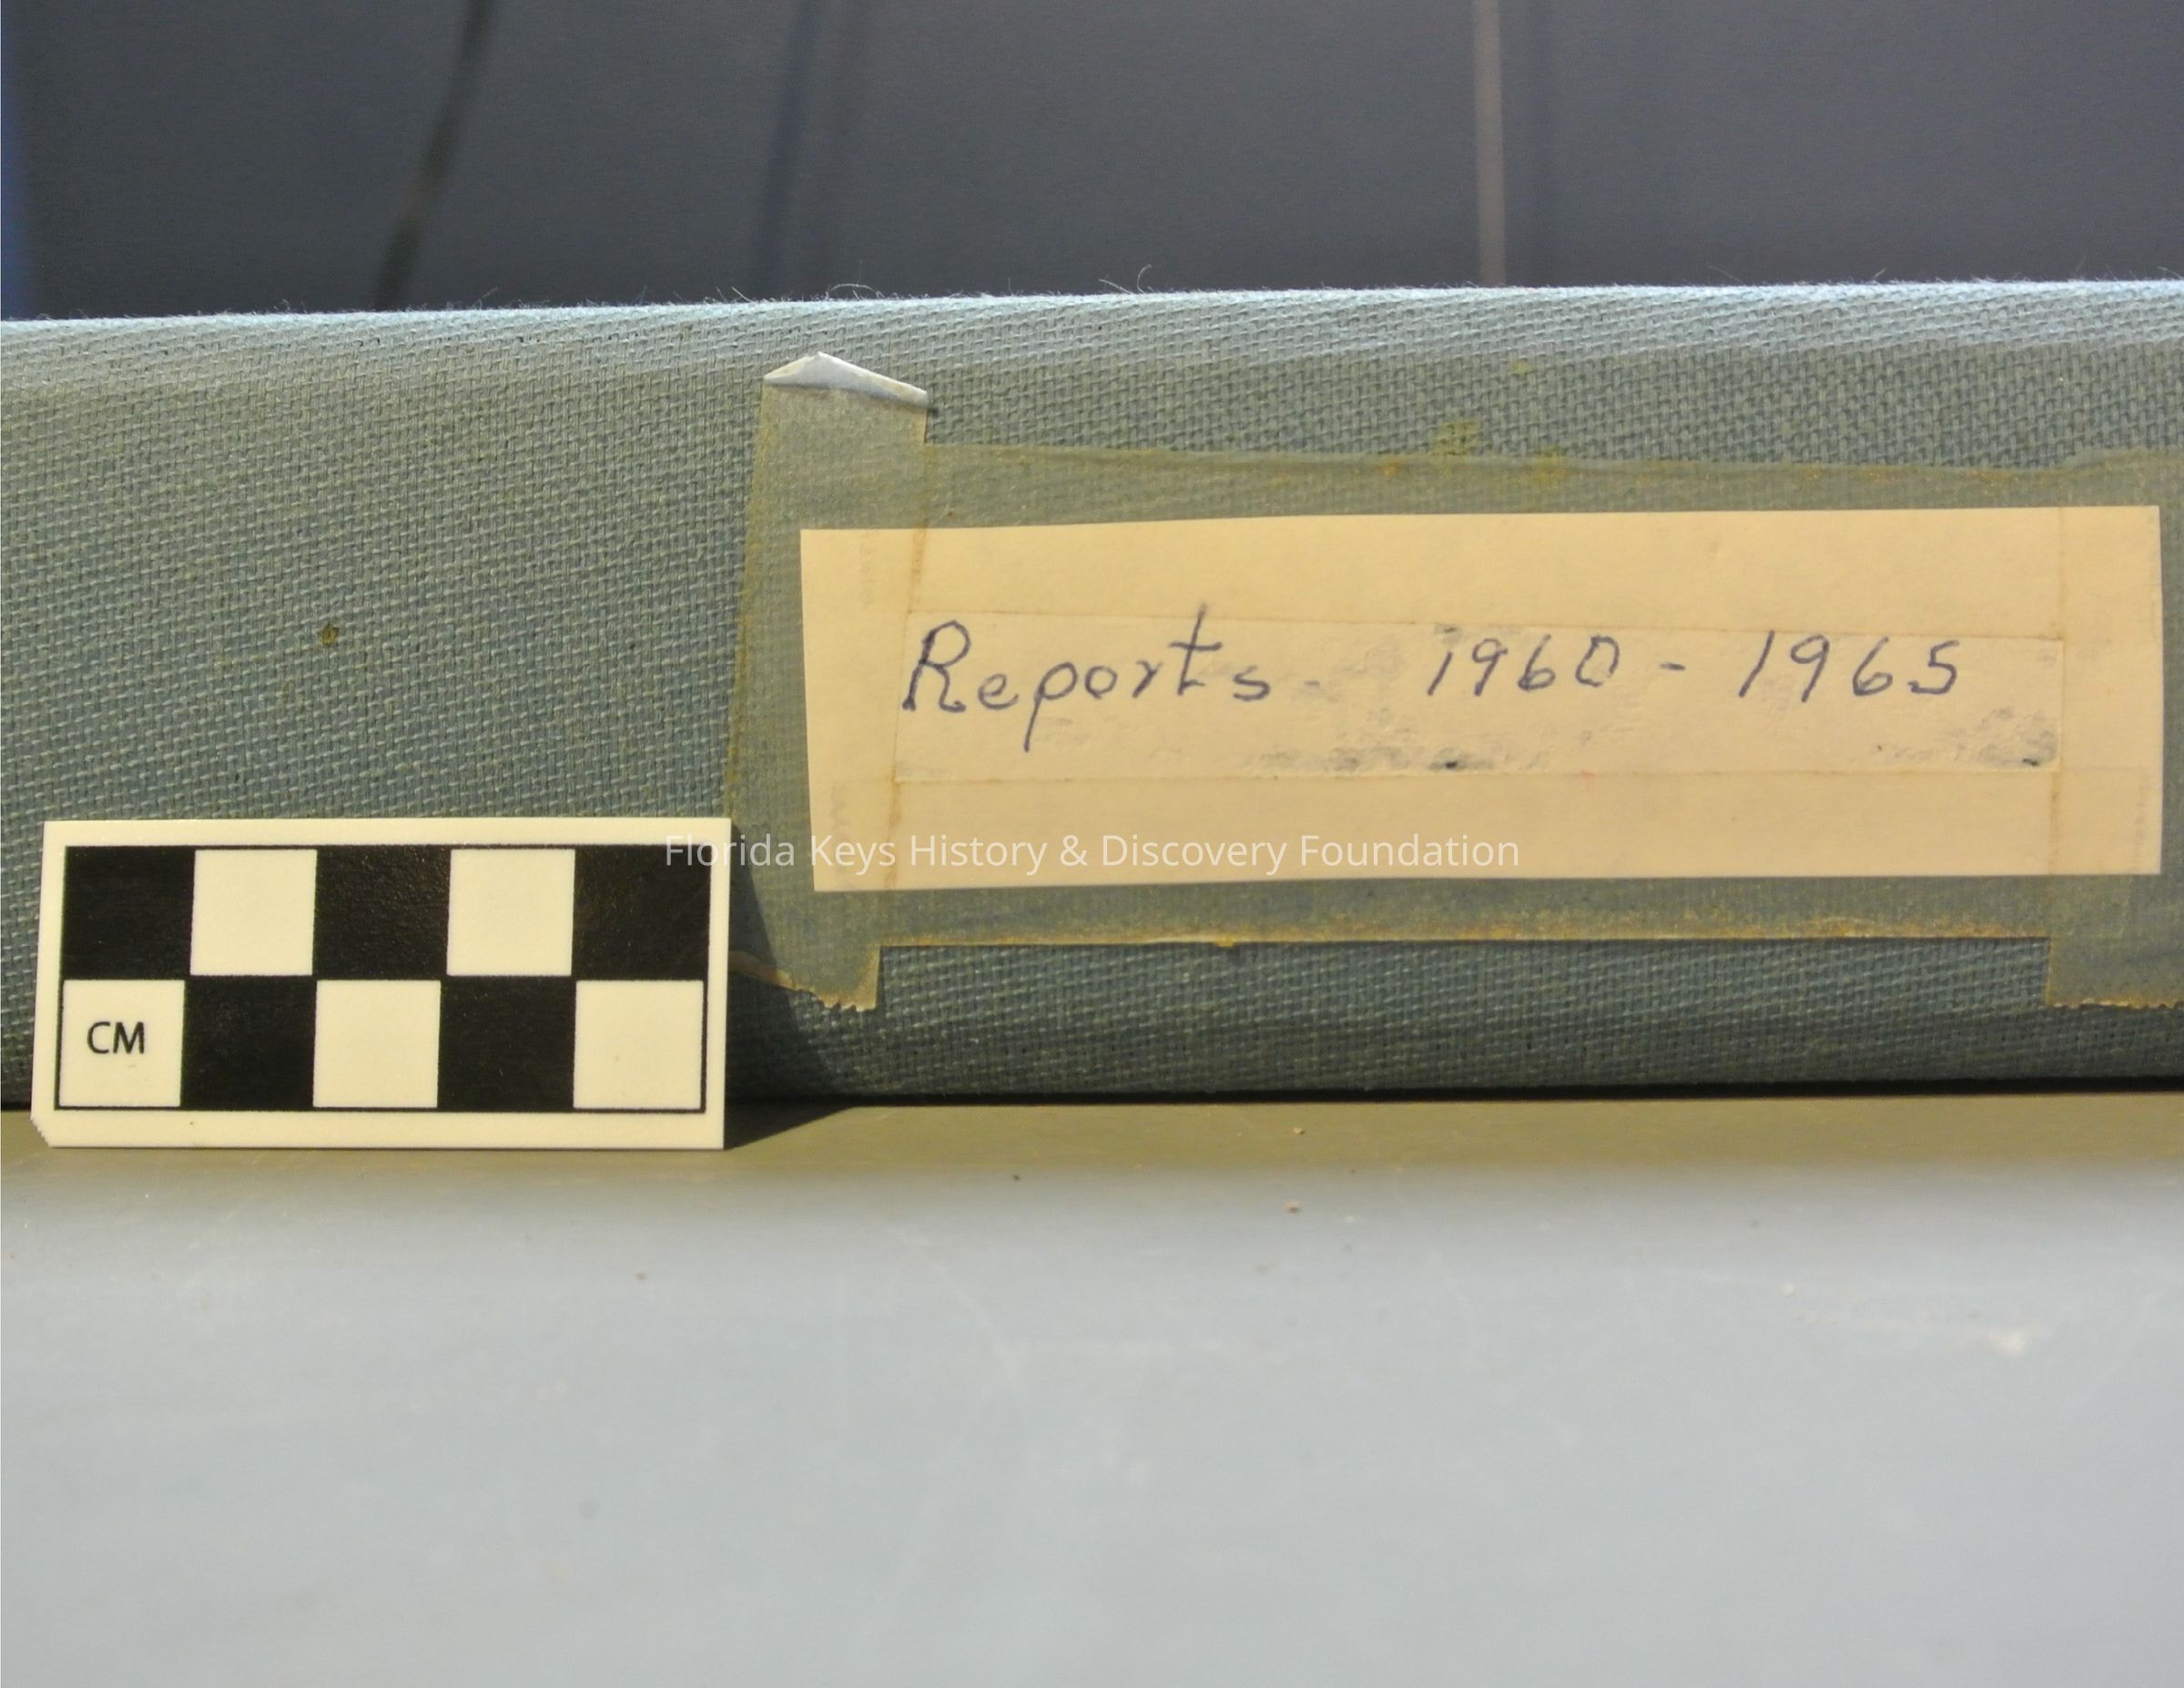 Reports - 1960 - 1965
Florida Keys History & Discovery Foundation
CM